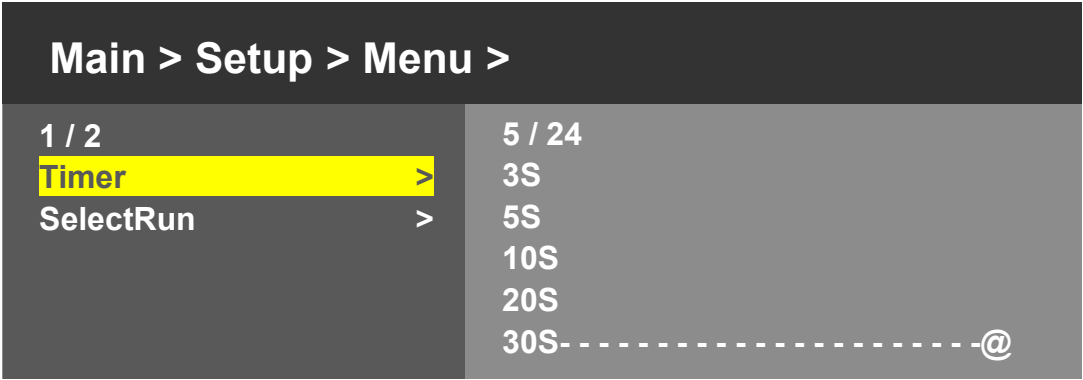 Main > Setup > Menu >
1 / 2
Timer >
SelectRun >
5 / 24
3S
5S
10S
20S
30S- - - - - - - - - - - - - - - - - - - - - -@